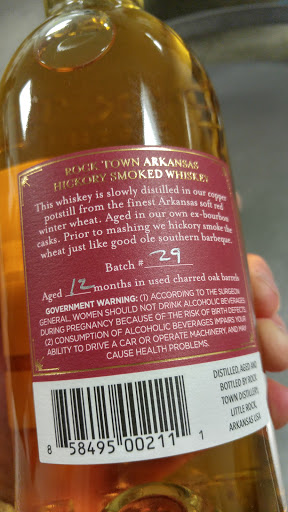 ROCK TOWN ARKANSAS
HICKORY SMOKED WHISKEY
This whiskey is slowly distilled in our copper
potstill from the finest Arkansas soft red
winter wheat. Aged in our own ex-bourbon
casks. Prior to mashing we hickory smoke the
wheat just like good ole southern barbeque.
Batch # 29
Aged 12 months in used charred oak barrels
GOVERNMENT WARNING: (1) ACCORDING TO THE SURGEON
GENERAL, WOMEN SHOULD NOT DRINK ALCOHOLIC BEVERAGES
DURING PREGNANCY BECAUSE OF THE RISK OF BIRTH DEFECTS.
(2) CONSUMPTION OF ALCOHOLIC BEVERAGES IMPAIRS YOUR
ABILITY TO DRIVE A CAR OR OPERATE MACHINERY, AND MAY
CAUSE HEALTH PROBLEMS.
DISTILLED, AGED AND
BOTTLED BY ROCK
TOWN DISTILLERY
LITTLE ROCK,
ARKANSAS USA
8 58495 00211 1